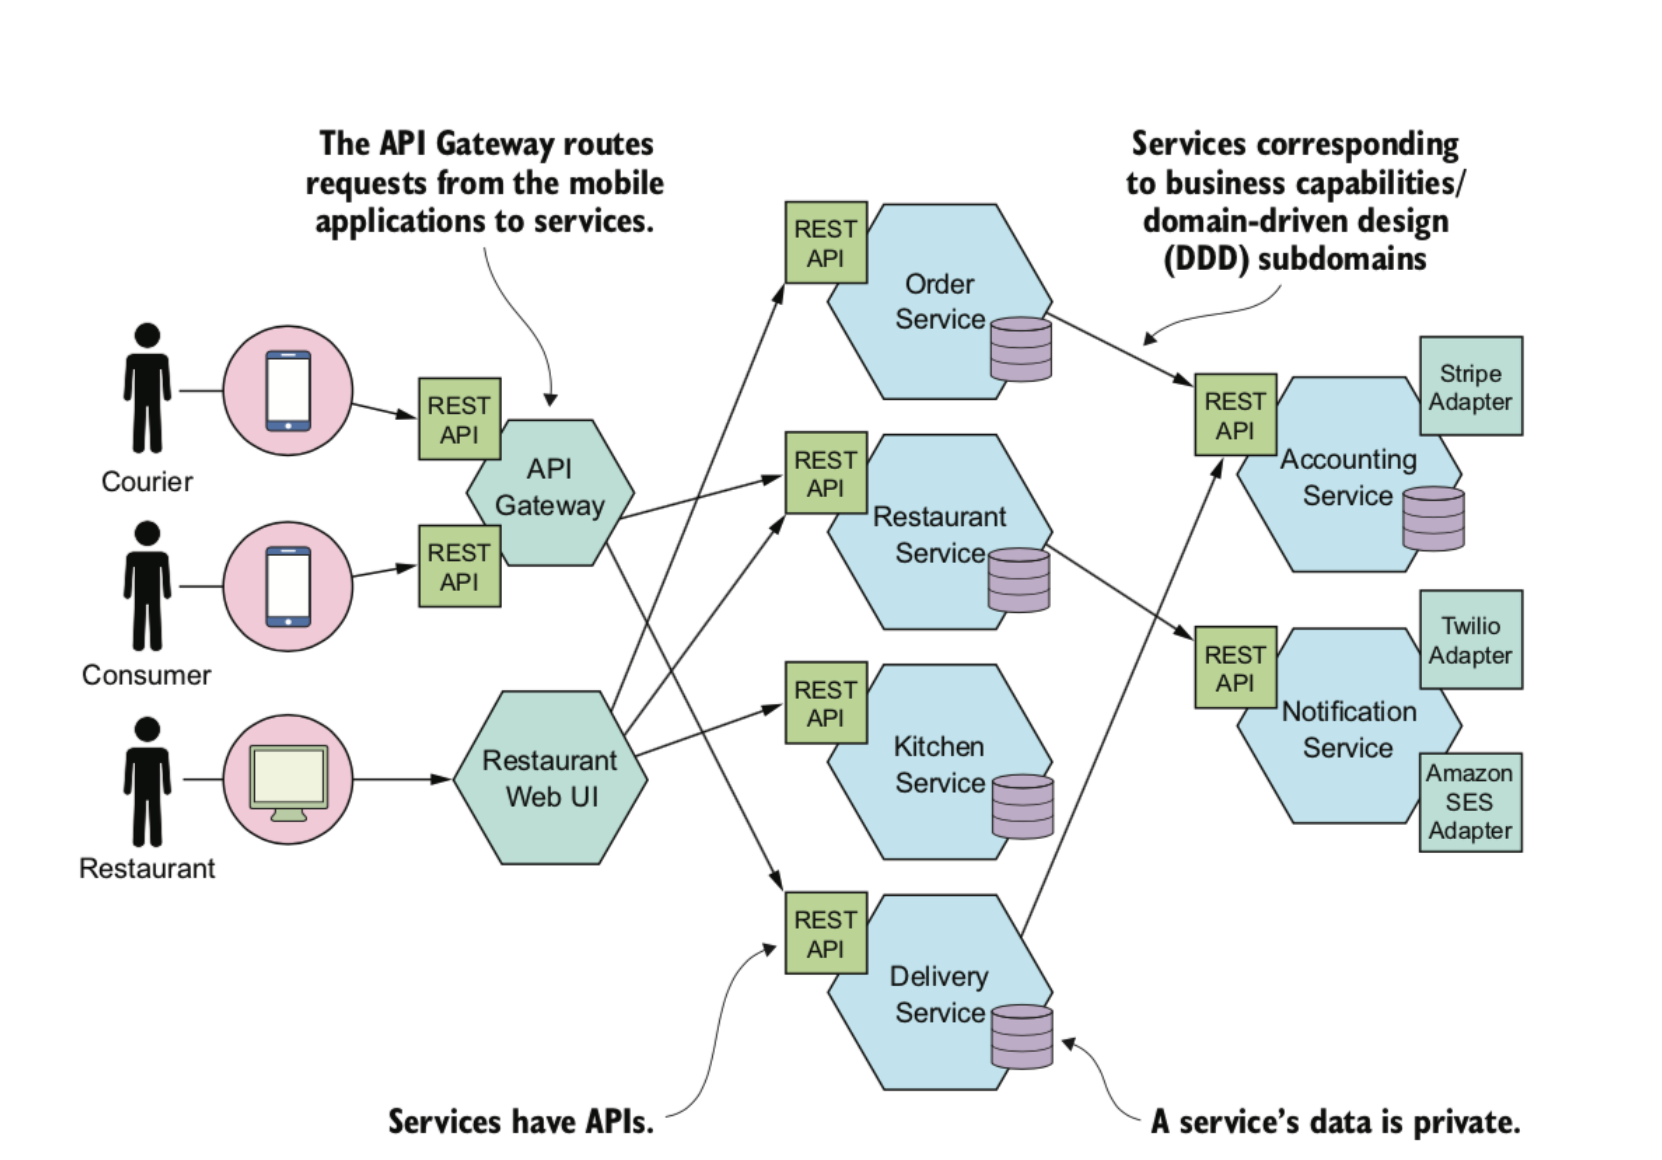 The API Gateway routes
requests from the mobile
applications to services.
Services corresponding
to business capabilities/
domain-driven design
(DDD) subdomains
Courier
Consumer
Restaurant
REST
API
API
Gateway
REST
API
Restaurant
Web UI
REST
API
Order
Service
REST
API
Restaurant
Service
REST
API
Kitchen
Service
REST
API
Delivery
Service
REST
API
Accounting
Service
Stripe
Adapter
REST
API
Notification
Service
Twilio
Adapter
Amazon
SES
Adapter
Services have APIs.
A service’s data is private.